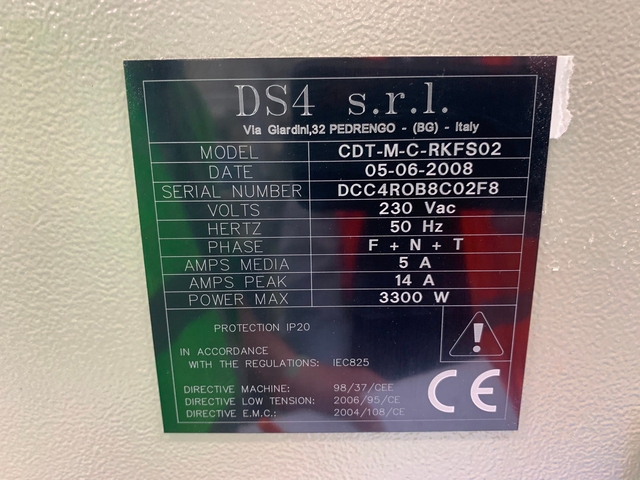 DS4 s.r.l.
Via Giardini,32 PEDRENGO - (BG) - Italy
MODEL CDT-M-C-RKFS02
DATE 05-06-2008
SERIAL NUMBER DCC4ROB8C02F8
VOLTS 230 Vac
HERTZ 50 Hz
PHASE F + N + T
AMPS MEDIA 5 A
AMPS PEAK 14 A
POWER MAX 3300 W
PROTECTION IP20
IN ACCORDANCE
WITH THE REGULATIONS: IEC825
DIRECTIVE MACHINE: 98/37/CEE
DIRECTIVE LOW TENSION: 2006/95/CE
DIRECTIVE E.M.C.: 2004/108/CE
CE